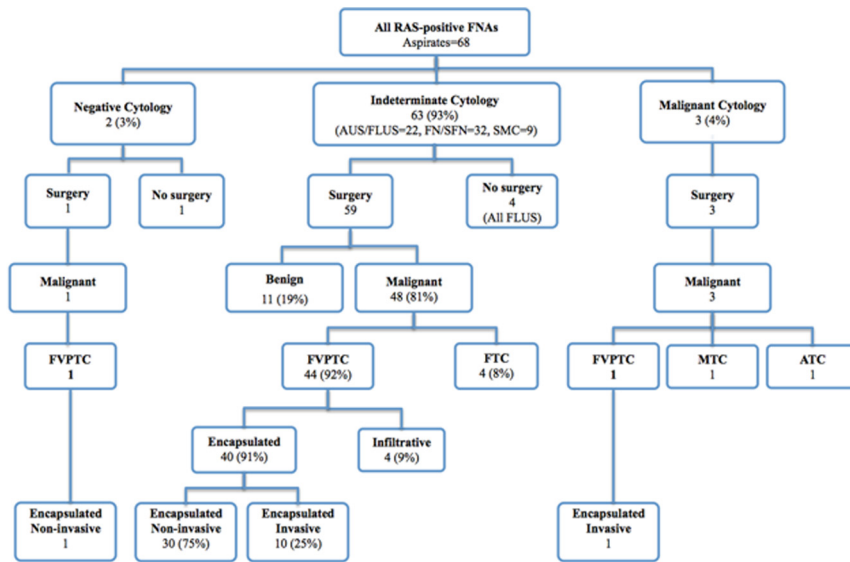 All RAS-positive FNAs
Aspirates=68
Negative Cytology
2 (3%)
Indeterminate Cytology
63 (93%)
(AUS/FLUS=22, FN/SFN=32, SMC=9)
Malignant Cytology
3 (4%)
Surgery
1
No surgery
1
Surgery
59
No surgery
4
(All FLUS)
Surgery
3
Malignant
1
Benign
11 (19%)
Malignant
48 (81%)
Malignant
3
FVPTC
1
FVPTC
44 (92%)
FTC
4 (8%)
FVPTC
1
MTC
1
ATC
1
Encapsulated
40 (91%)
Infiltrative
4 (9%)
Encapsulated
Non-invasive
1
Encapsulated
Non-invasive
30 (75%)
Encapsulated
Invasive
10 (25%)
Encapsulated
Invasive
1